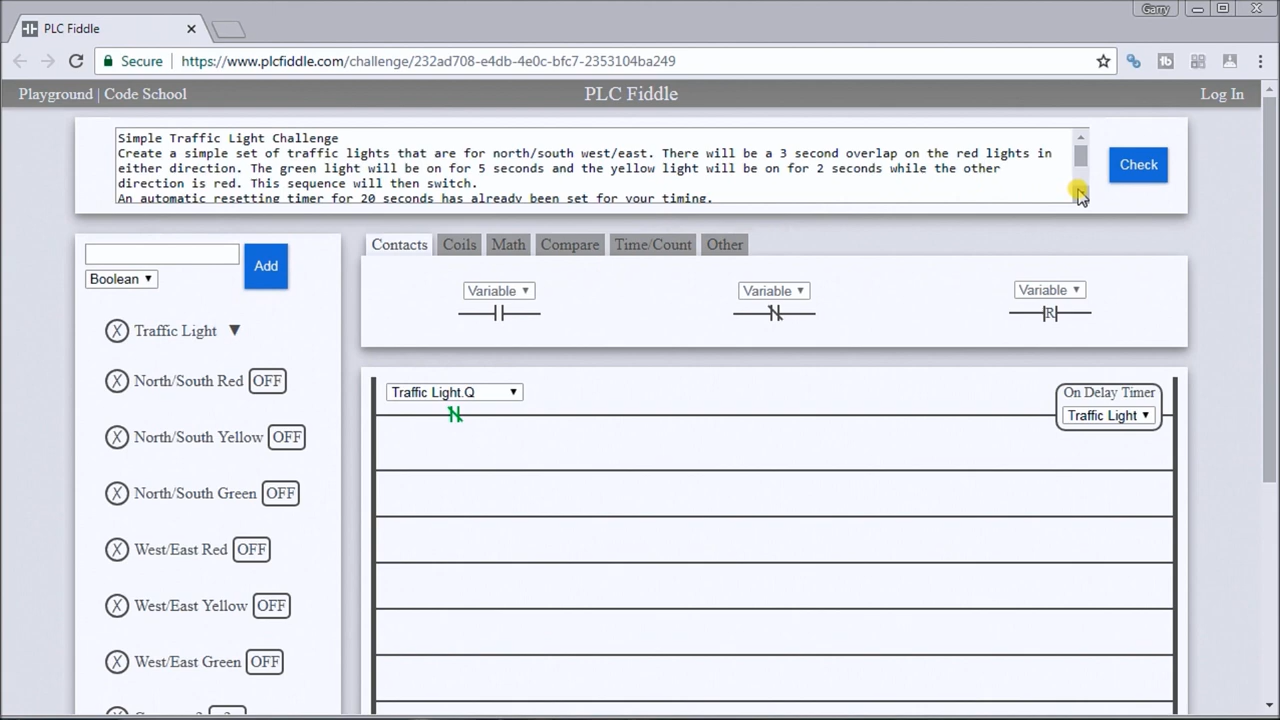 Garry
PLC Fiddle
Secure
https://www.plcfiddle.com/challenge/232ad708-e4db-4e0c-bfc7-2353104ba249
Playground | Code School
PLC Fiddle
Log In
Simple Traffic Light Challenge
Create a simple set of traffic lights that are for north/south west/east. There will be a 3 second overlap on the red lights in
either direction. The green light will be on for 5 seconds and the yellow light will be on for 2 seconds while the other
direction is red. This sequence will then switch.
An automatic resetting timer for 20 seconds has already been set for your timing.
Check
Add
Boolean
Contacts Coils Math Compare Time/Count Other
Variable Variable Variable
R
X Traffic Light
X North/South Red OFF
X North/South Yellow OFF
X North/South Green OFF
X West/East Red OFF
X West/East Yellow OFF
X West/East Green OFF
Traffic Light.Q
On Delay Timer
Traffic Light